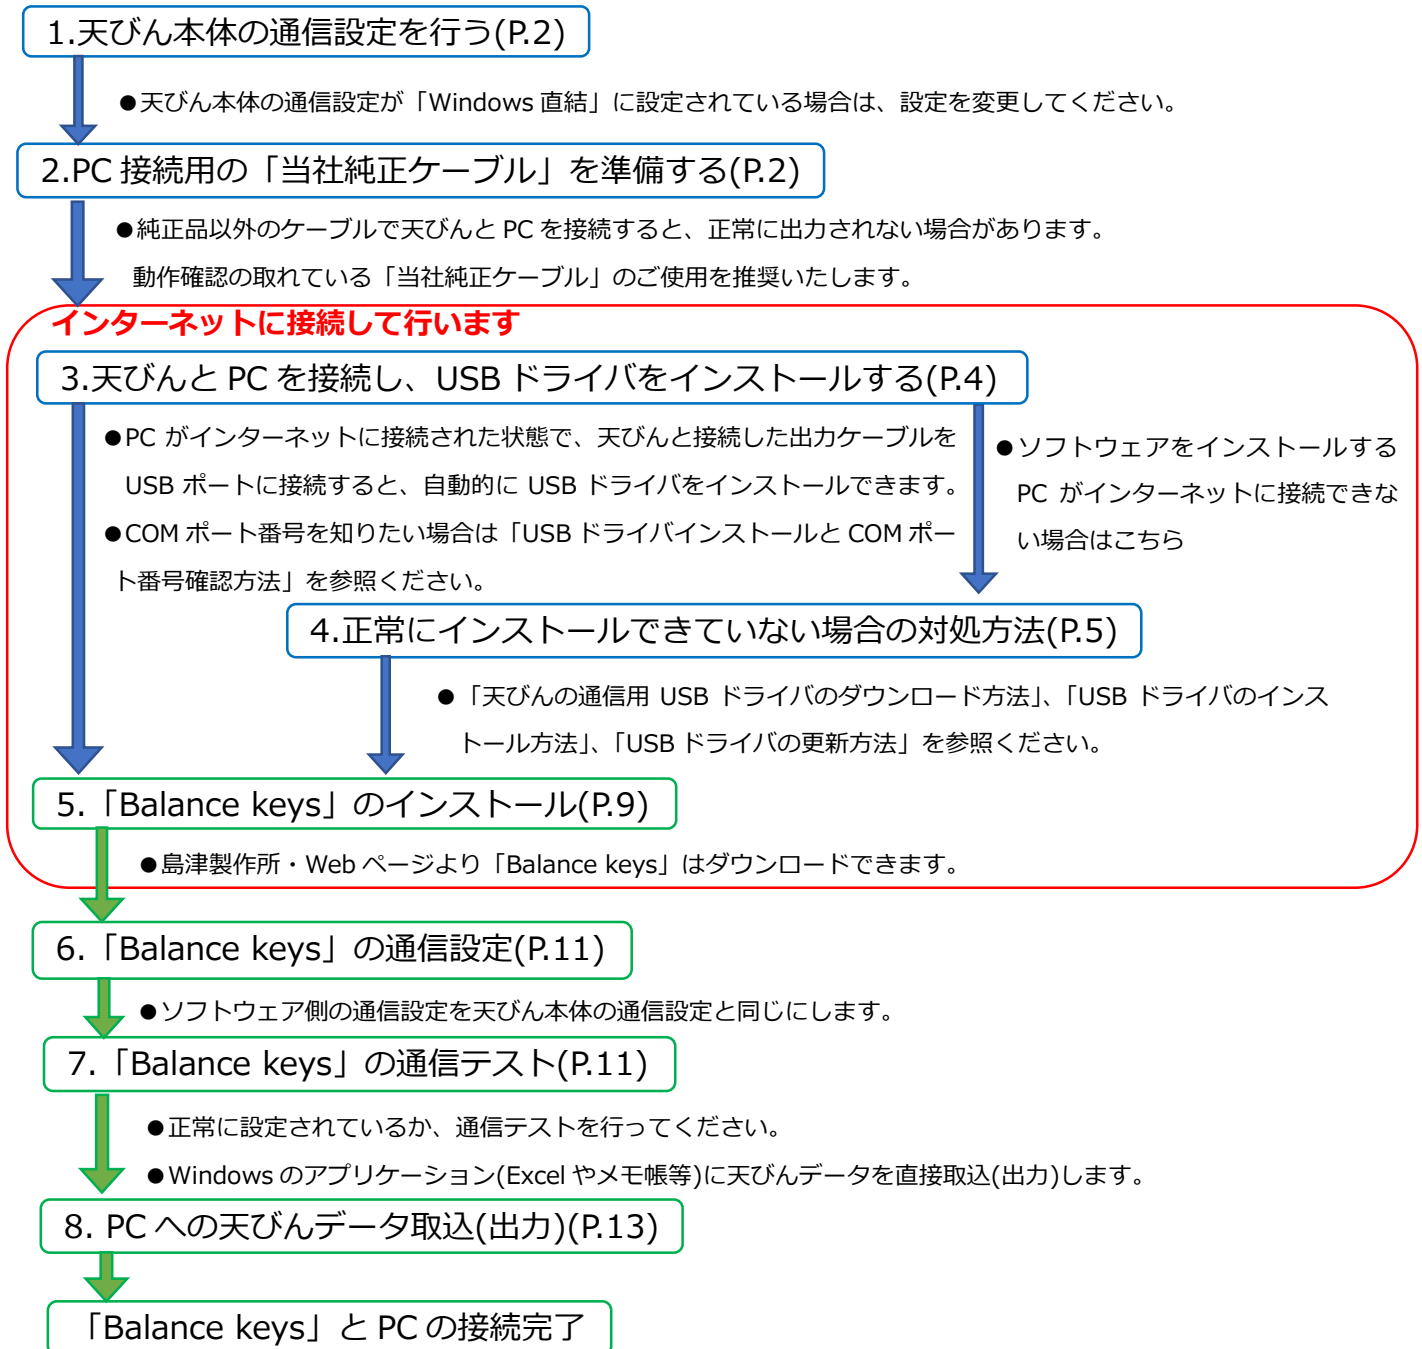 1.天びん本体の通信設定を行う(P.2)
●天びん本体の通信設定が「Windows 直結」に設定されている場合は、設定を変更してください。
2.PC 接続用の「当社純正ケーブル」を準備する(P.2)
●純正品以外のケーブルで天びんと PC を接続すると、正常に出力されない場合があります。
動作確認の取れている「当社純正ケーブル」のご使用を推奨いたします。
インターネットに接続して行います
3.天びんと PC を接続し、USB ドライバをインストールする(P.4)
●PC がインターネットに接続された状態で、天びんと接続した出力ケーブルを
USB ポートに接続すると、自動的に USB ドライバをインストールできます。
●COM ポート番号を知りたい場合は「USB ドライバインストールと COM ポー
ト番号確認方法」を参照ください。
●ソフトウェアをインストールする
PC がインターネットに接続できな
い場合はこちら
4.正常にインストールできていない場合の対処方法(P.5)
●「天びんの通信用 USB ドライバのダウンロード方法」、「USB ドライバのインス
トール方法」、「USB ドライバの更新方法」を参照ください。
5.「Balance keys」のインストール(P.9)
●島津製作所・Web ページより「Balance keys」はダウンロードできます。
6.「Balance keys」の通信設定(P.11)
●ソフトウェア側の通信設定を天びん本体の通信設定と同じにします。
7.「Balance keys」の通信テスト(P.11)
●正常に設定されているか、通信テストを行ってください。
●Windows のアプリケーション(Excel やメモ帳等)に天びんデータを直接取込(出力)します。
8. PC への天びんデータ取込(出力)(P.13)
「Balance keys」と PC の接続完了